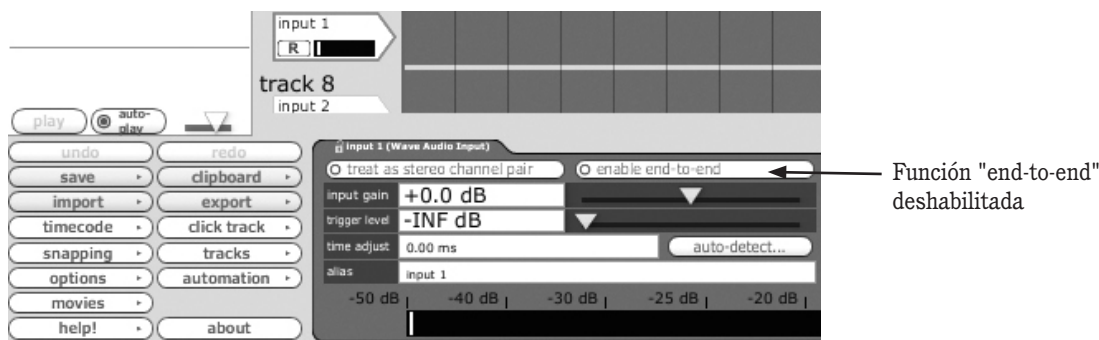 input 1
R
track 8
input 2
play
auto-play
undo
redo
save
clipboard
import
export
timecode
click track
snapping
tracks
options
automation
movies
help!
about
input 1 (Wave Audio Input)
treat as stereo channel pair
enable end-to-end
input gain
+0.0 dB
trigger level
-INF dB
time adjust
0.00 ms
auto-detect...
alias
input 1
-50 dB
-40 dB
-30 dB
-25 dB
-20 dB
Función "end-to-end"
deshabilitada